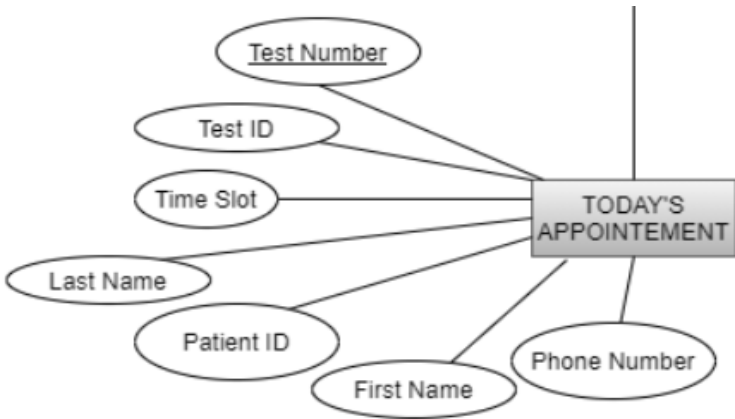 Test Number
Test ID
Time Slot
TODAY'S
APPOINTEMENT
Last Name
Patient ID
Phone Number
First Name